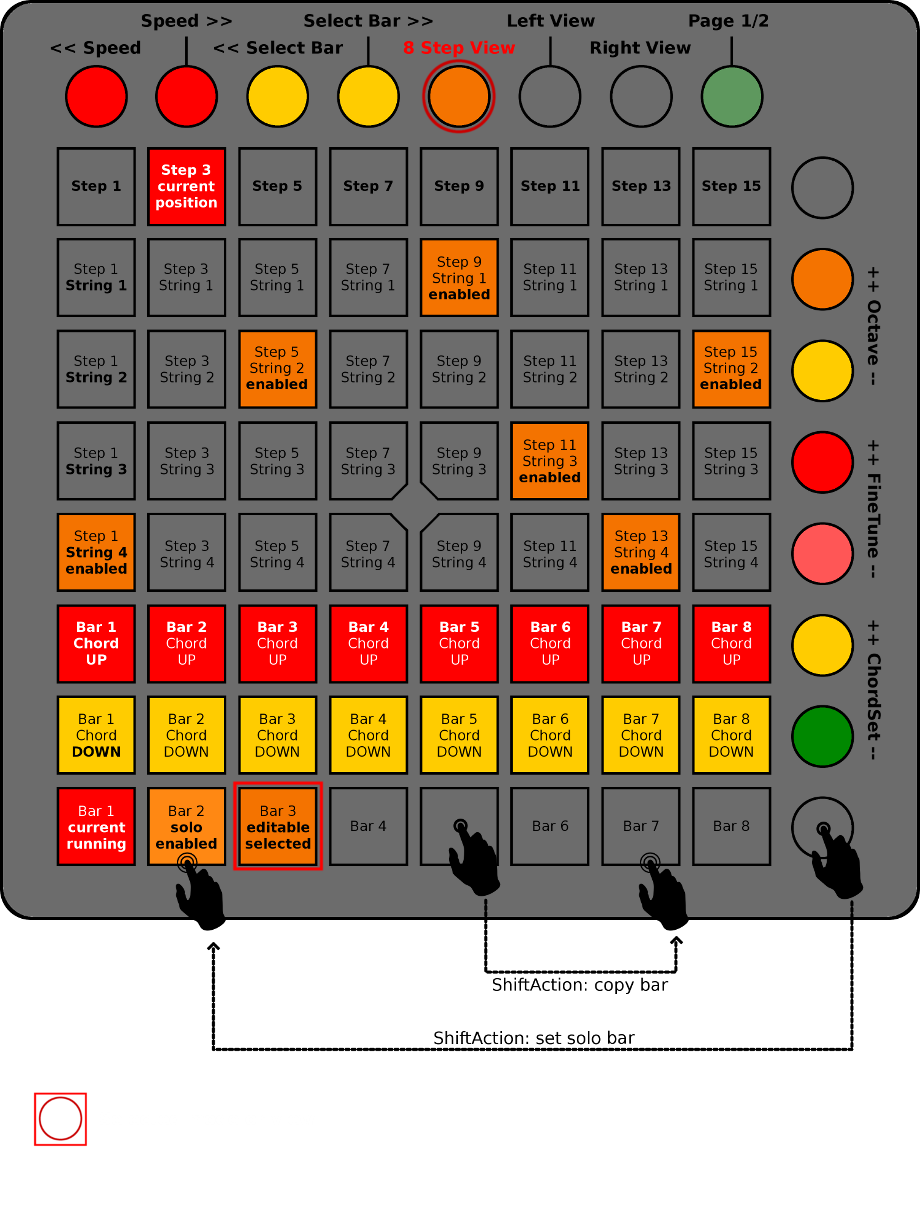 Speed >>
Select Bar >>
Left View
Page 1/2
<< Speed
<< Select Bar
8 Step View
Right View
Step 1
Step 3
current
position
Step 5
Step 7
Step 9
Step 11
Step 13
Step 15
Step 1
String 1
Step 3
String 1
Step 5
String 1
Step 7
String 1
Step 9
String 1
enabled
Step 11
String 1
Step 13
String 1
Step 15
String 1
++ Octave --
Step 1
String 2
Step 3
String 2
Step 5
String 2
enabled
Step 7
String 2
Step 9
String 2
Step 11
String 2
Step 13
String 2
Step 15
String 2
enabled
Step 1
String 3
Step 3
String 3
Step 5
String 3
Step 7
String 3
Step 9
String 3
Step 11
String 3
enabled
Step 13
String 3
Step 15
String 3
++ FineTune --
Step 1
String 4
enabled
Step 3
String 4
Step 5
String 4
Step 7
String 4
Step 9
String 4
Step 11
String 4
Step 13
String 4
enabled
Step 15
String 4
Bar 1
Chord
UP
Bar 2
Chord
UP
Bar 3
Chord
UP
Bar 4
Chord
UP
Bar 5
Chord
UP
Bar 6
Chord
UP
Bar 7
Chord
UP
Bar 8
Chord
UP
++ ChordSet --
Bar 1
Chord
DOWN
Bar 2
Chord
DOWN
Bar 3
Chord
DOWN
Bar 4
Chord
DOWN
Bar 5
Chord
DOWN
Bar 6
Chord
DOWN
Bar 7
Chord
DOWN
Bar 8
Chord
DOWN
Bar 1
current
running
Bar 2
solo
enabled
Bar 3
editable
selected
Bar 4
Bar 6
Bar 7
Bar 8
ShiftAction: copy bar
ShiftAction: set solo bar